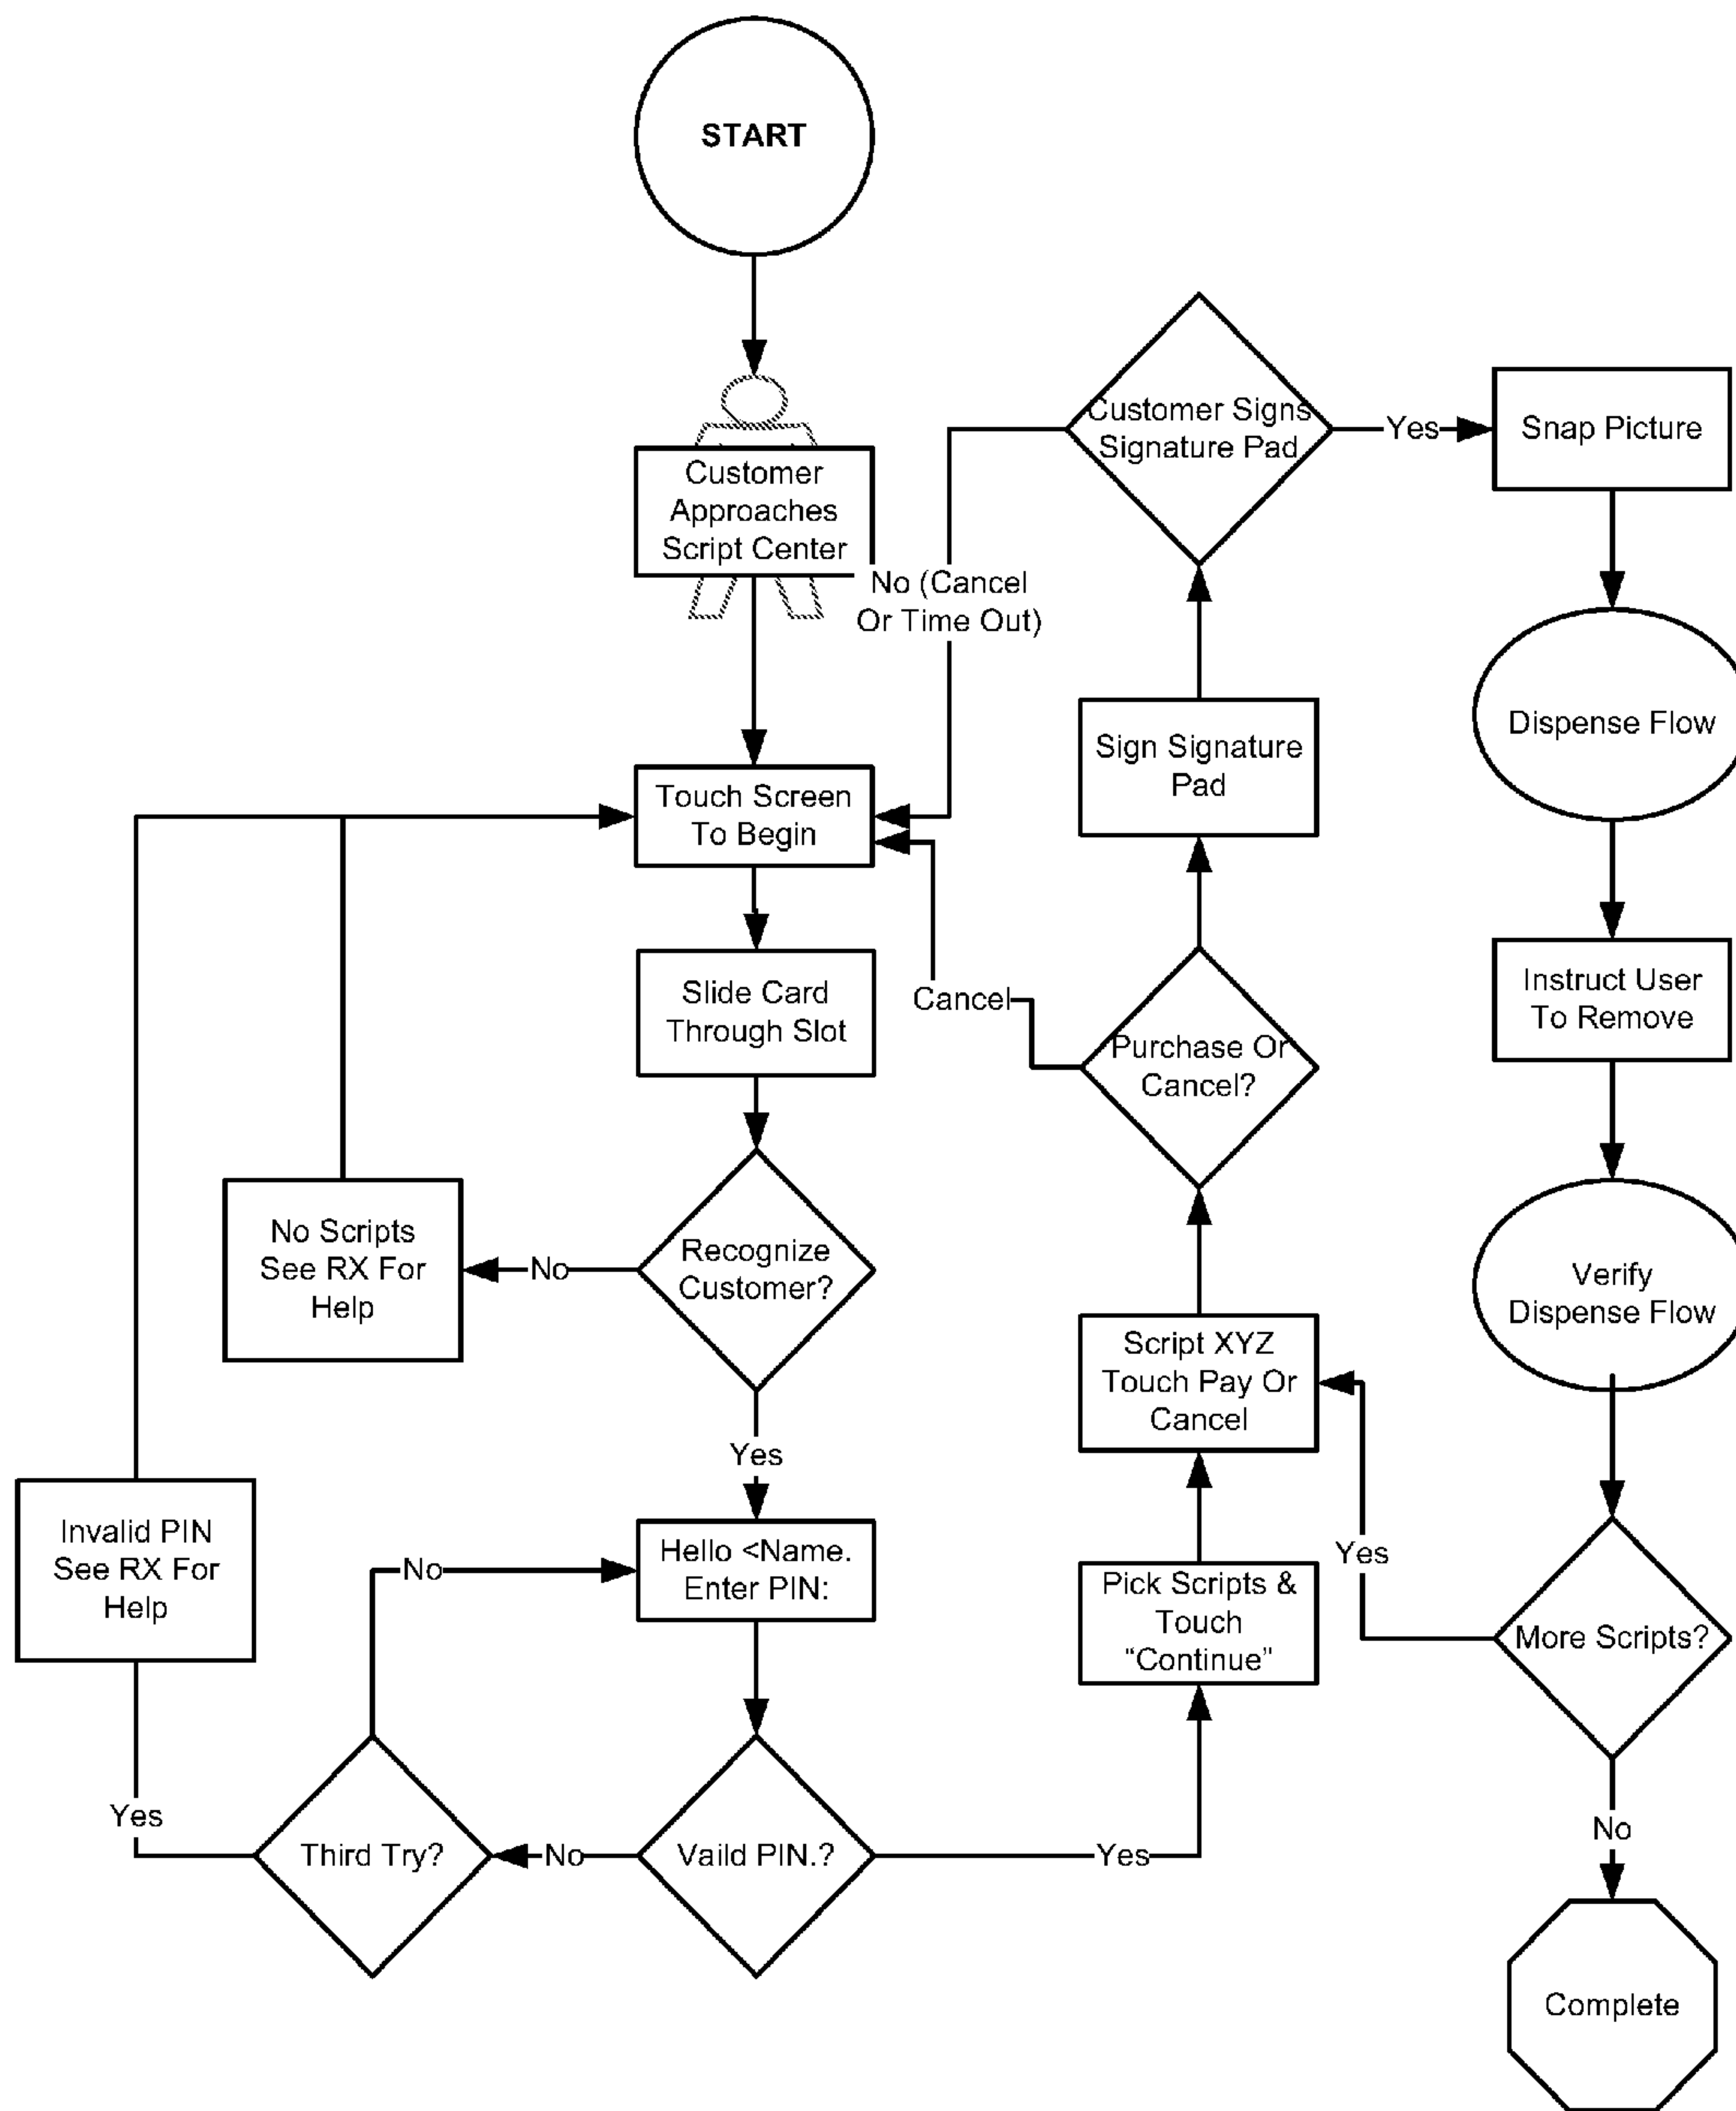 START
Customer
Approaches
Script Center
Touch Screen
To Begin
Slide Card
Through Slot
Recognize
Customer?
No
No Scripts
See RX For
Help
Yes
Hello <Name.
Enter PIN:
Vaild PIN.?
No
Third Try?
No
Yes
Invalid PIN
See RX For
Help
Yes
Pick Scripts &
Touch
“Continue”
Script XYZ
Touch Pay Or
Cancel
Purchase Or
Cancel?
Cancel
Sign Signature
Pad
Customer Signs
Signature Pad
No (Cancel
Or Time Out)
Yes
Snap Picture
Dispense Flow
Instruct User
To Remove
Verify
Dispense Flow
More Scripts?
Yes
No
Complete